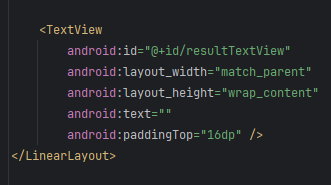 <TextView
android:id="@+id/resultTextView"
android:layout_width="match_parent"
android:layout_height="wrap_content"
android:text=""
android:paddingTop="16dp" />
</LinearLayout>